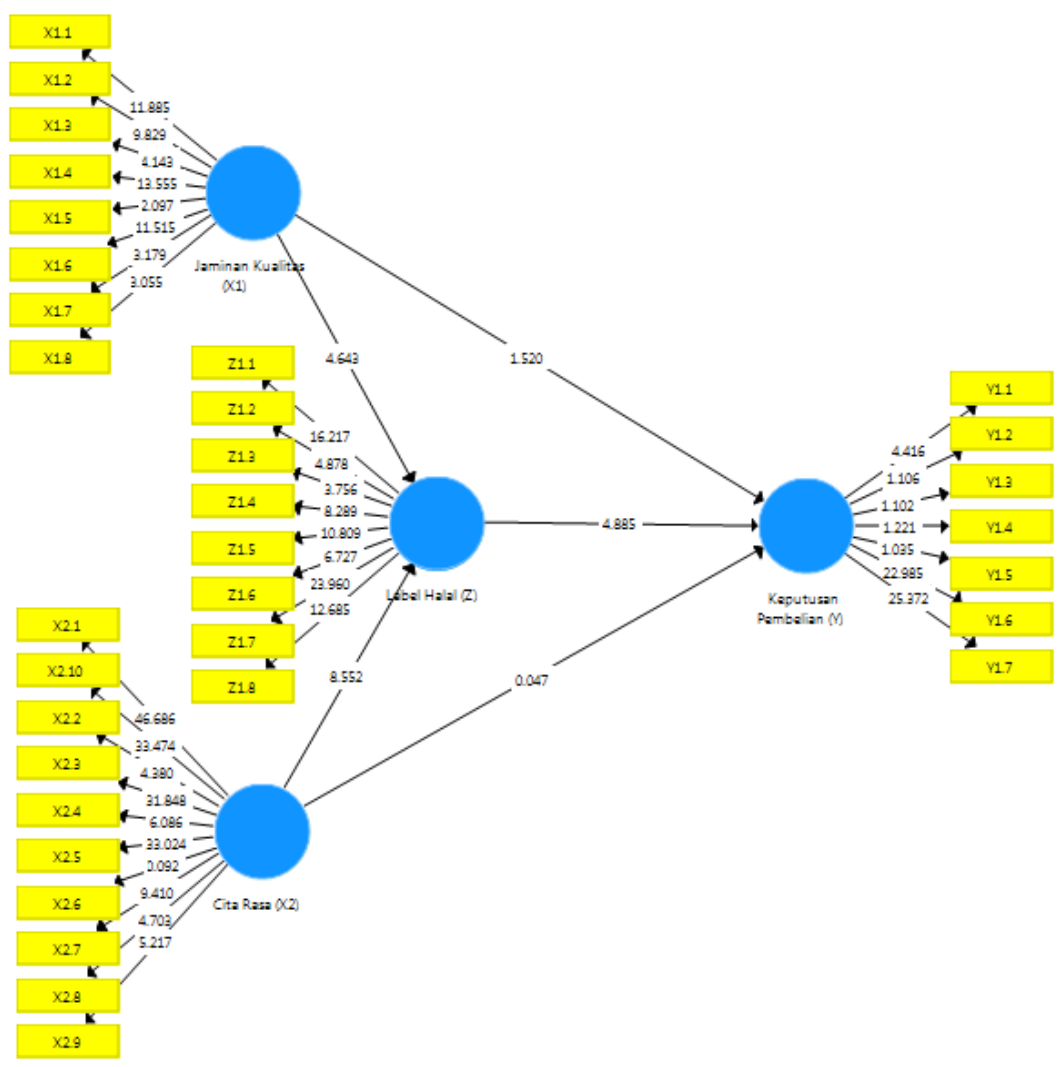 X1.1
X1.2
X1.3
X1.4
X1.5
X1.6
X1.7
X1.8
11.885
9.829
4.143
13.555
2.097
11.515
3.179
3.055
Jaminan Kualitas
(X1)
4.643
1.520
Z1.1
Z1.2
Z1.3
Z1.4
Z1.5
Z1.6
Z1.7
Z1.8
16.217
4.878
3.756
8.289
10.809
6.727
23.960
12.685
Label Halal (Z)
4.885
Y1.1
Y1.2
Y1.3
Y1.4
Y1.5
Y1.6
Y1.7
4.416
1.106
1.102
1.221
1.035
22.985
25.372
Keputusan
Pembelian (Y)
8.552
0.047
X2.1
X2.10
X2.2
X2.3
X2.4
X2.5
X2.6
X2.7
X2.8
X2.9
46.686
33.474
4.380
31.848
6.086
33.024
0.092
9.410
4.703
5.217
Cita Rasa (X2)